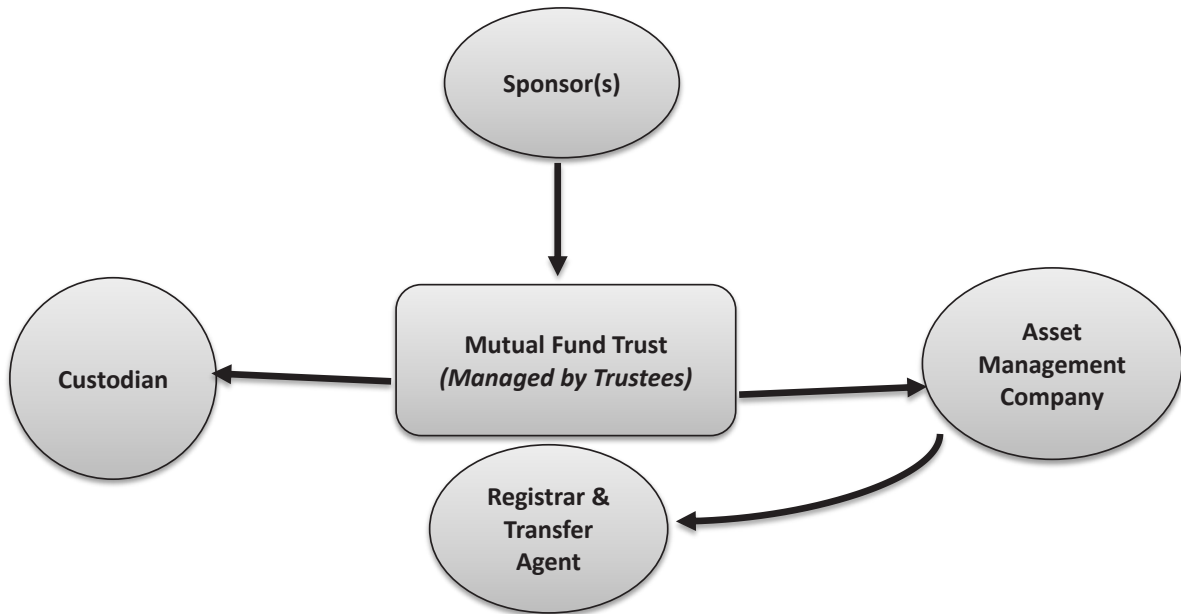 Sponsor(s)
Mutual Fund Trust
(Managed by Trustees)
Custodian
Asset
Management
Company
Registrar &
Transfer
Agent